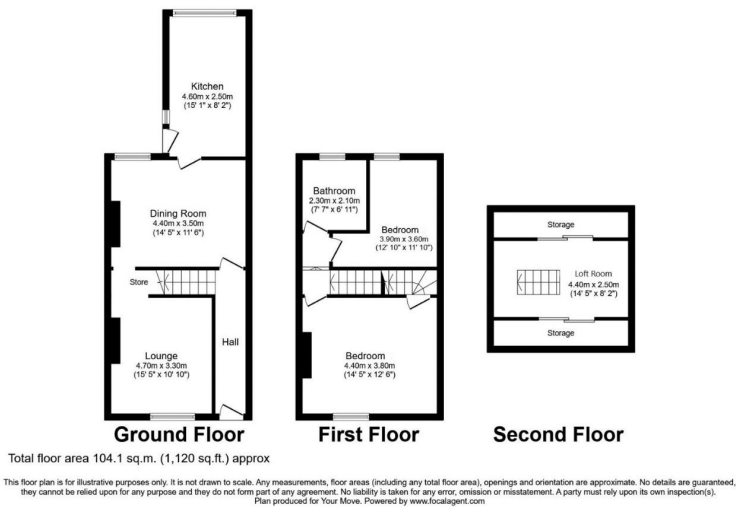 Kitchen
4.60m x 2.50m
(15' 1" x 8' 2")
Dining Room
4.40m x 3.50m
(14' 5" x 11' 6")
Store
Hall
Lounge
4.70m x 3.30m
(15' 5" x 10' 10")
Ground Floor
Bathroom
2.30m x 2.10m
(7' 7" x 6' 11")
Bedroom
3.90m x 3.60m
(12' 10" x 11' 10")
Bedroom
4.40m x 3.80m
(14' 5" x 12' 6")
First Floor
Storage
Loft Room
4.40m x 2.50m
(14' 5" x 8' 2")
Storage
Second Floor
Total floor area 104.1 sq.m. (1,120 sq.ft.) approx
This floor plan is for illustrative purposes only. It is not drawn to scale. Any measurements, floor areas (including any total floor area), openings and orientation are approximate. No details are guaranteed,
they cannot be relied upon for any purpose and they do not form part of any agreement. No liability is taken for any error, omission or misstatement. A party must rely upon its own inspection(s).
Plan produced for Your Move. Powered by www.focalagent.com